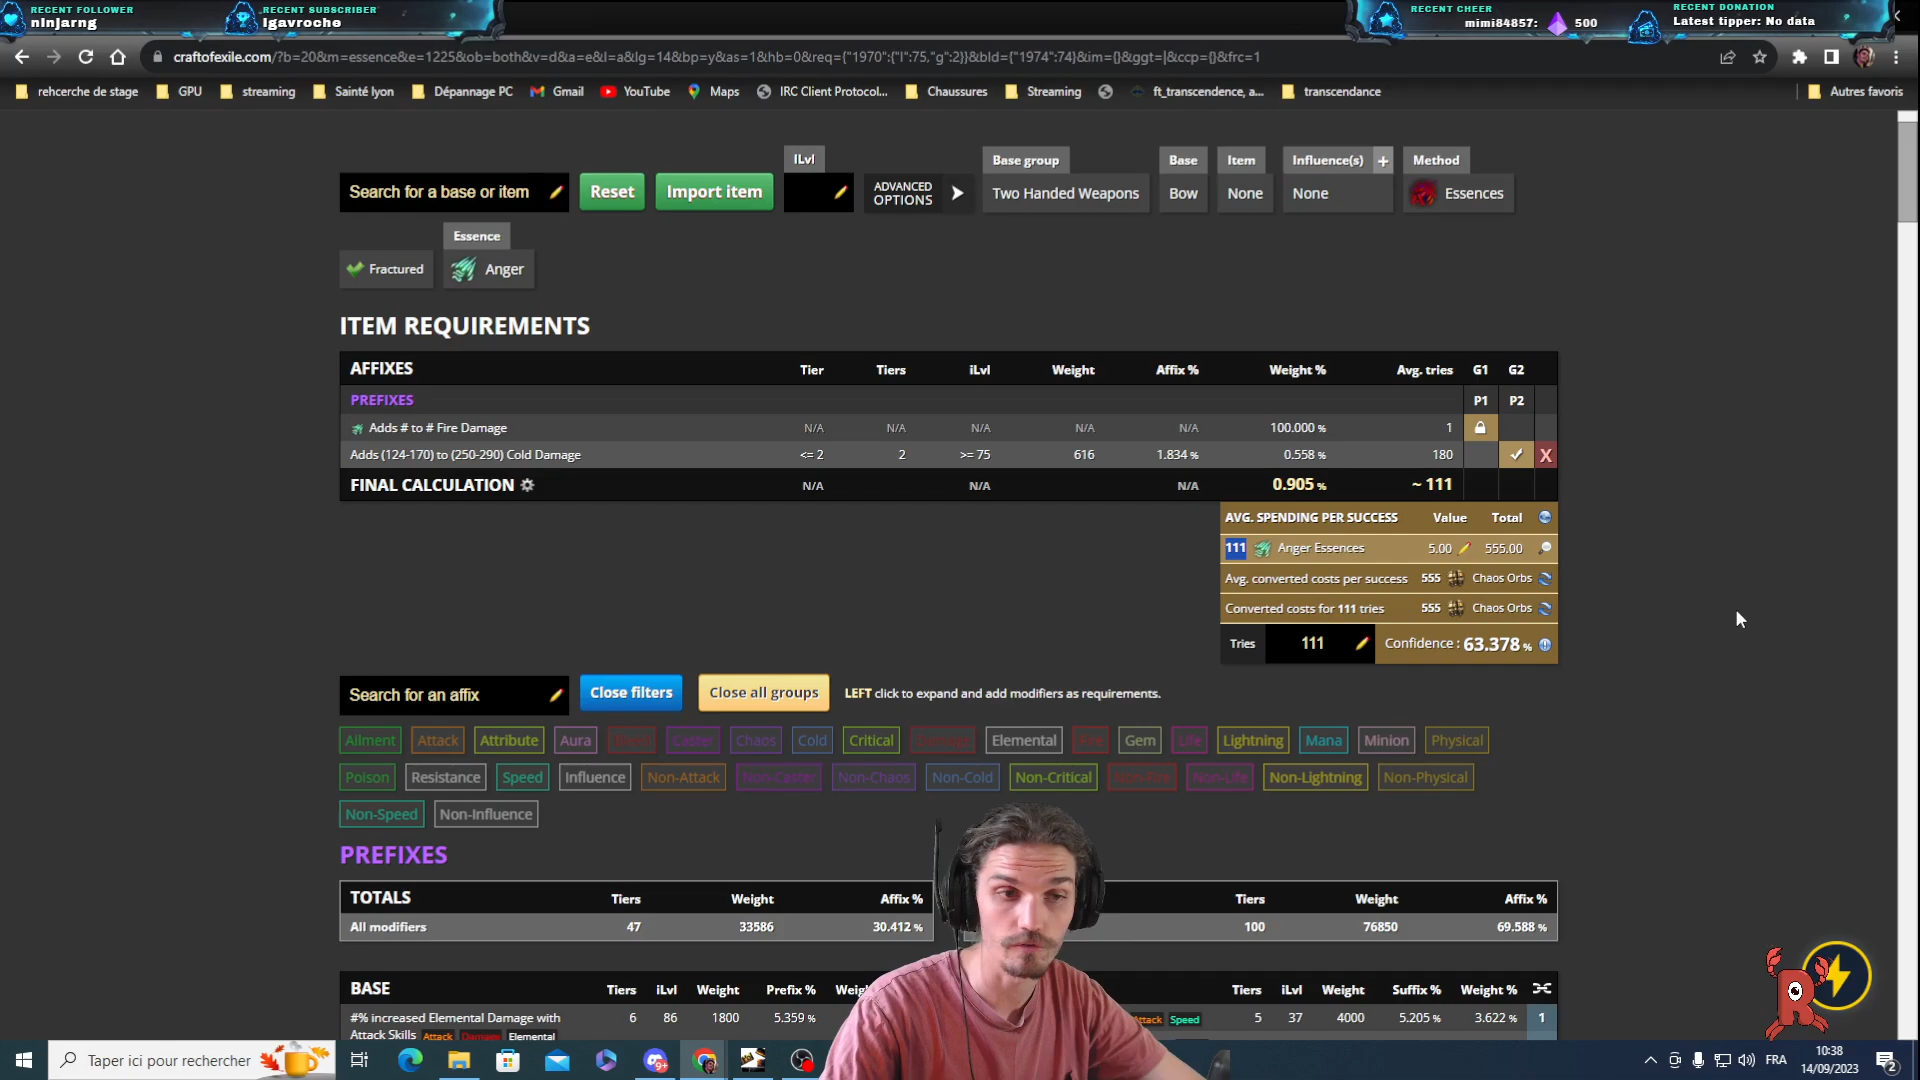 RECENT FOLLOWER
n1njarng
RECENT SUBSCRIBER
lgavroche
RECENT CHEER
mimi84857: 500
RECENT DONATION
Latest tipper: No data
craftofexile.com/?b=20&m=essence&e=1225&ob=both&v=d&a=e&l=a&lg=14&bp=y&as=1&hb=0&req={"1970":{"l":75,"g":2}}&bld={"1974":74}&im={}&ggt=|&ccp={}&frc=1
rehcerche de stage GPU streaming Sainté lyon Dépannage PC Gmail YouTube Maps IRC Client Protocol... Chaussures Streaming ft_transcendence, a... transcendance Autres favoris
ILvl Base group Base Item Influence(s) + Method
Search for a base or item Reset Import item ADVANCED OPTIONS Two Handed Weapons Bow None None Essences
Essence
Fractured Anger
ITEM REQUIREMENTS
AFFIXES Tier Tiers iLvl Weight Affix % Weight % Avg. tries G1 G2
PREFIXES P1 P2
Adds # to # Fire Damage N/A N/A N/A N/A N/A 100.000 % 1
Adds (124-170) to (250-290) Cold Damage <= 2 2 >= 75 616 1.834 % 0.558 % 180 X
FINAL CALCULATION N/A N/A N/A 0.905 % ~ 111
AVG. SPENDING PER SUCCESS Value Total
111 Anger Essences 5.00 555.00
Avg. converted costs per success 555 Chaos Orbs
Converted costs for 111 tries 555 Chaos Orbs
Tries 111 Confidence : 63.378 %
Search for an affix Close filters Close all groups LEFT click to expand and add modifiers as requirements.
Ailment Attack Attribute Aura Caster Chaos Cold Critical Damage Elemental Fire Gem Life Lightning Mana Minion Physical
Poison Resistance Speed Influence Non-Attack Non-Caster Non-Chaos Non-Cold Non-Critical Non-Fire Non-Life Non-Lightning Non-Physical
Non-Speed Non-Influence
PREFIXES
TOTALS Tiers Weight Affix % Tiers Weight Affix %
All modifiers 47 33586 30.412 % 100 76850 69.588 %
BASE Tiers iLvl Weight Prefix % Tiers iLvl Weight Suffix % Weight %
#% increased Elemental Damage with 6 86 1800 5.359 % Speed 5 37 4000 5.205 % 3.622 % 1
Attack Skills Attack Damage Elemental
Taper ici pour rechercher FRA 10:38
14/09/2023 2